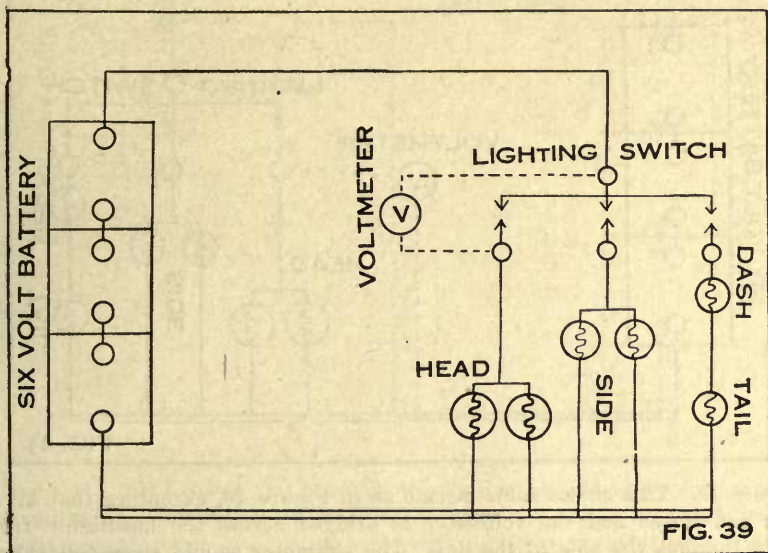 SIX VOLT BATTERY
VOLTMETER
V
LIGHTING SWITCH
HEAD
SIDE
DASH
TAIL
FIG. 39